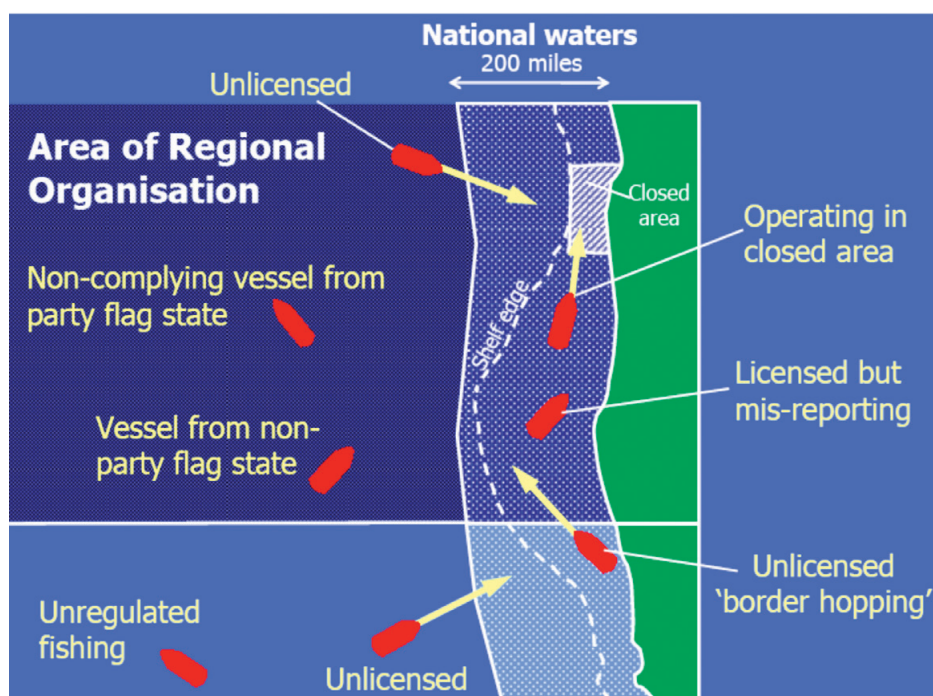 National waters
200 miles
Unlicensed
Area of Regional
Organisation
Closed
area
Operating in
closed area
Non-complying vessel from
party flag state
Shelf edge
Licensed but
mis-reporting
Vessel from non-
party flag state
Unlicensed
‘border hopping’
Unregulated
fishing
Unlicensed